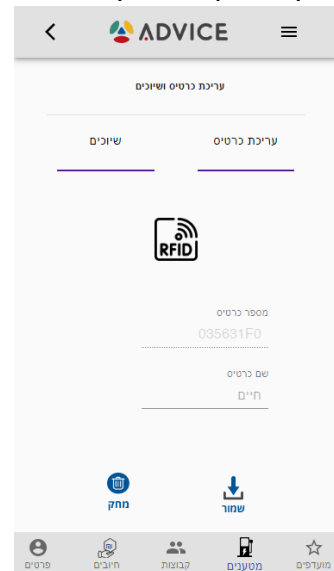 ADVICE
עריכת כרטיס ושיוכים
עריכת כרטיס שיוכים
RFID
מספר כרטיס
035631F0
שם כרטיס
חיים
שמור מחק
מועדפים מטענים קבוצות חיובים פרטים